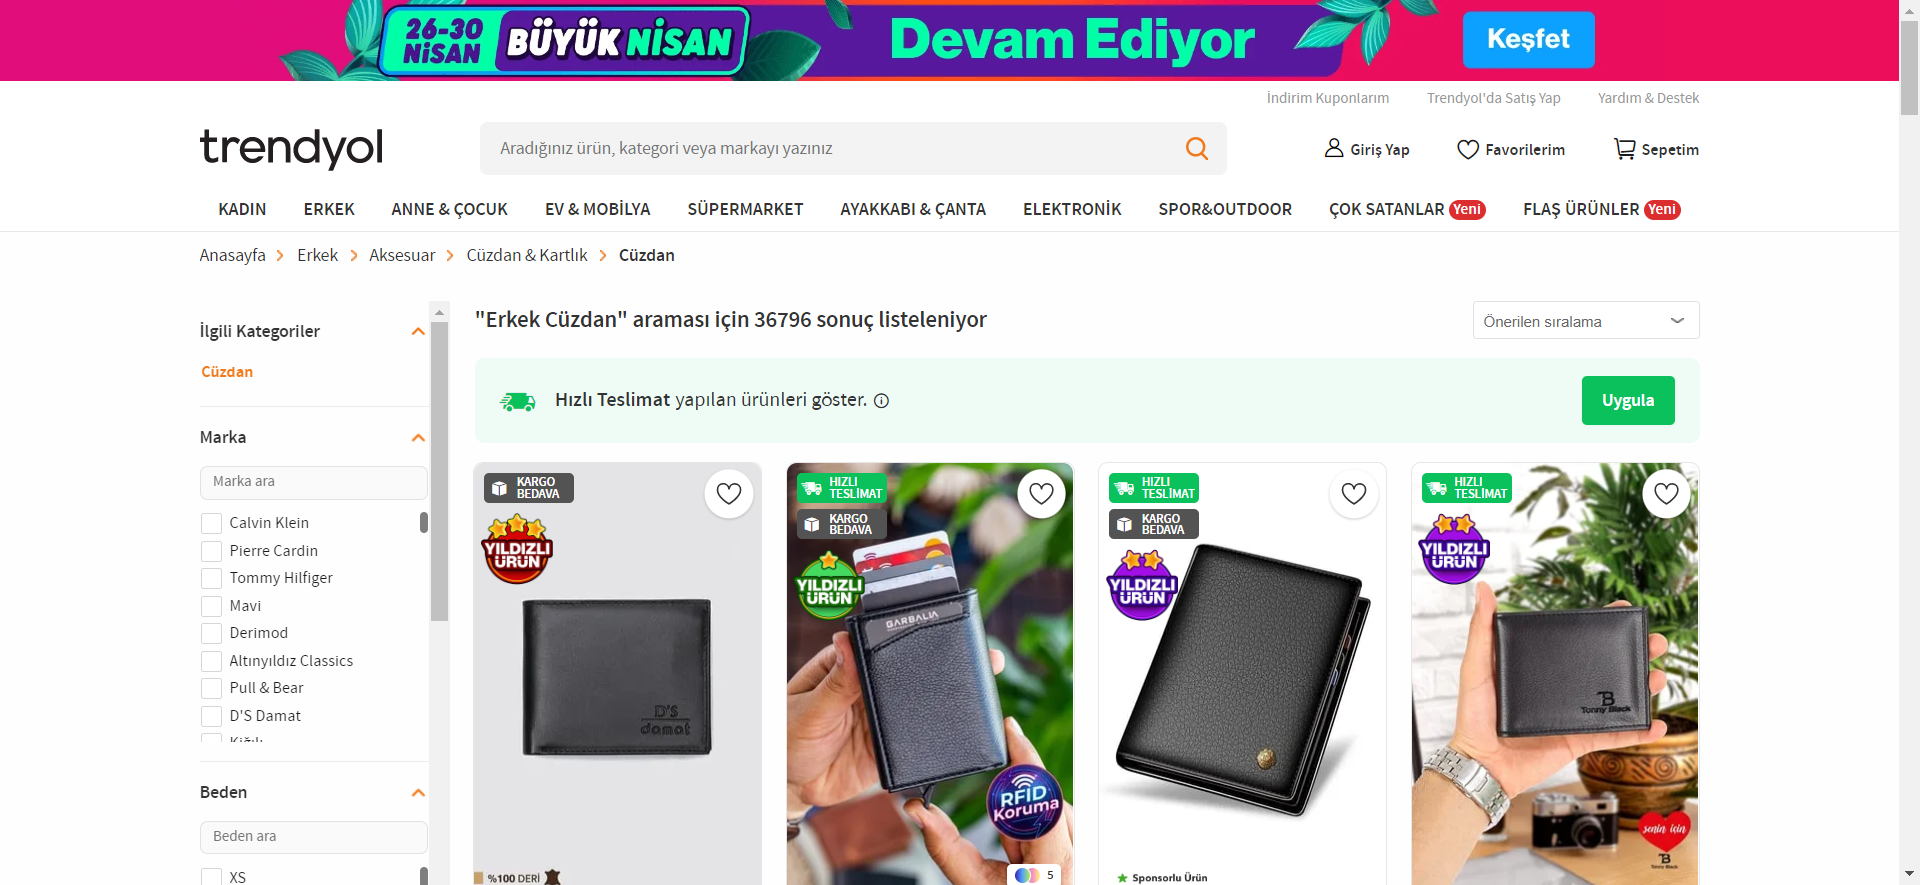 26-30
NİSAN
BÜYÜK NİSAN
Devam Ediyor
Keşfet
İndirim Kuponlarım
Trendyol'da Satış Yap
Yardım & Destek
trendyol
Aradığınız ürün, kategori veya markayı yazınız
Giriş Yap
Favorilerim
Sepetim
KADIN
ERKEK
ANNE & ÇOCUK
EV & MOBİLYA
SÜPERMARKET
AYAKKABI & ÇANTA
ELEKTRONİK
SPOR&OUTDOOR
ÇOK SATANLAR Yeni
FLAŞ ÜRÜNLER Yeni
Anasayfa
Erkek
Aksesuar
Cüzdan & Kartlık
Cüzdan
İlgili Kategoriler
Cüzdan
Marka
Marka ara
Calvin Klein
Pierre Cardin
Tommy Hilfiger
Mavi
Derimod
Altınyıldız Classics
Pull & Bear
D'S Damat
Beden
Beden ara
XS
"Erkek Cüzdan" araması için 36796 sonuç listeleniyor
Önerilen sıralama
Hızlı Teslimat yapılan ürünleri göster.
Uygula
KARGO
BEDAVA
YILDIZLI
ÜRÜN
D'S
damat
%100 DERİ
HIZLI
TESLİMAT
KARGO
BEDAVA
YILDIZLI
ÜRÜN
GARBALIA
RFID
Koruma
5
HIZLI
TESLİMAT
KARGO
BEDAVA
YILDIZLI
ÜRÜN
Sponsorlu Ürün
HIZLI
TESLİMAT
YILDIZLI
ÜRÜN
B
Tonny Black
senin için
B
Tonny Black